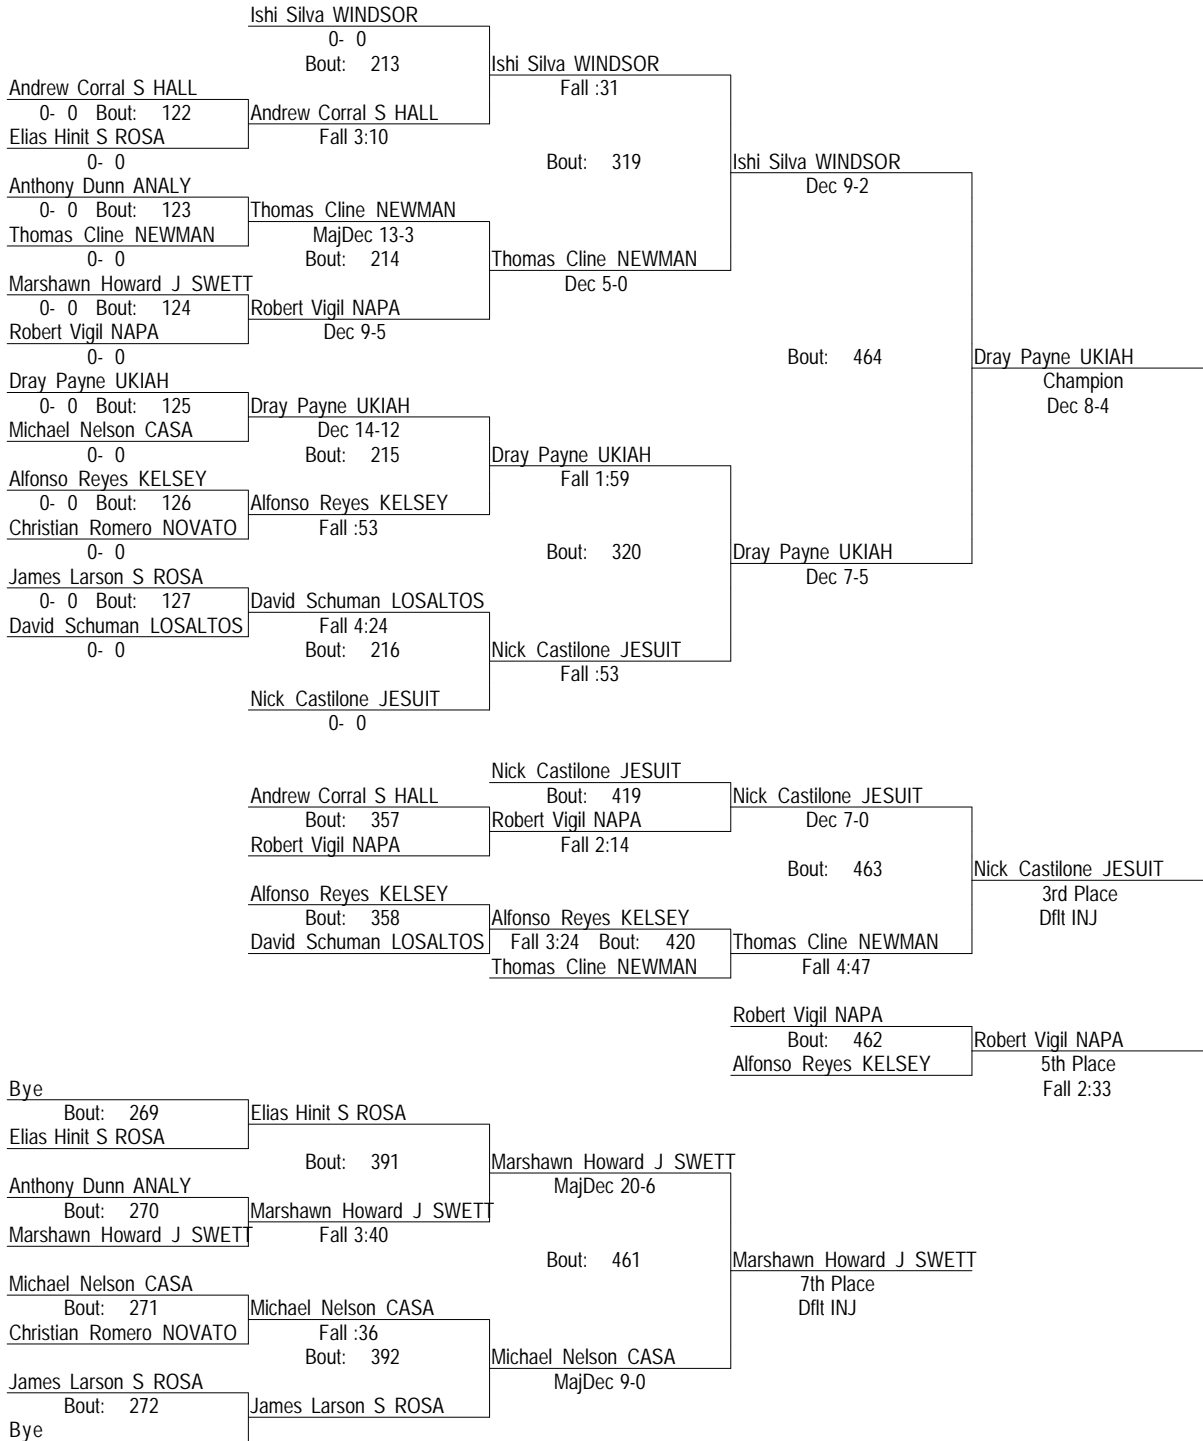 Ishi Silva WINDSOR
0- 0
Bout: 213 Ishi Silva WINDSOR
Andrew Corral S HALL Fall :31
0- 0 Bout: 122 Andrew Corral S HALL
Elias Hinit S ROSA Fall 3:10
0- 0 Bout: 319 Ishi Silva WINDSOR
Anthony Dunn ANALY Dec 9-2
0- 0 Bout: 123 Thomas Cline NEWMAN
Thomas Cline NEWMAN MajDec 13-3
0- 0 Bout: 214 Thomas Cline NEWMAN
Marshawn Howard J SWETT Dec 5-0
0- 0 Bout: 124 Robert Vigil NAPA
Robert Vigil NAPA Dec 9-5
0- 0 Bout: 464 Dray Payne UKIAH
Dray Payne UKIAH Champion
0- 0 Bout: 125 Dray Payne UKIAH Dec 8-4
Michael Nelson CASA Dec 14-12
0- 0 Bout: 215 Dray Payne UKIAH
Alfonso Reyes KELSEY Fall 1:59
0- 0 Bout: 126 Alfonso Reyes KELSEY
Christian Romero NOVATO Fall :53
0- 0 Bout: 320 Dray Payne UKIAH
James Larson S ROSA Dec 7-5
0- 0 Bout: 127 David Schuman LOSALTOS
David Schuman LOSALTOS Fall 4:24
0- 0 Bout: 216 Nick Castilone JESUIT
Fall :53
Nick Castilone JESUIT
0- 0
Nick Castilone JESUIT
Andrew Corral S HALL Bout: 419 Nick Castilone JESUIT
Bout: 357 Robert Vigil NAPA Dec 7-0
Robert Vigil NAPA Fall 2:14
Bout: 463 Nick Castilone JESUIT
Alfonso Reyes KELSEY 3rd Place
Bout: 358 Alfonso Reyes KELSEY Dflt INJ
David Schuman LOSALTOS Fall 3:24 Bout: 420 Thomas Cline NEWMAN
Thomas Cline NEWMAN Fall 4:47
Robert Vigil NAPA
Bout: 462 Robert Vigil NAPA
Alfonso Reyes KELSEY 5th Place
Bye Fall 2:33
Bout: 269 Elias Hinit S ROSA
Elias Hinit S ROSA
Bout: 391 Marshawn Howard J SWETT
Anthony Dunn ANALY MajDec 20-6
Bout: 270 Marshawn Howard J SWETT
Marshawn Howard J SWETT Fall 3:40
Bout: 461 Marshawn Howard J SWETT
Michael Nelson CASA 7th Place
Bout: 271 Michael Nelson CASA Dflt INJ
Christian Romero NOVATO Fall :36
Bout: 392 Michael Nelson CASA
James Larson S ROSA MajDec 9-0
Bout: 272 James Larson S ROSA
Bye